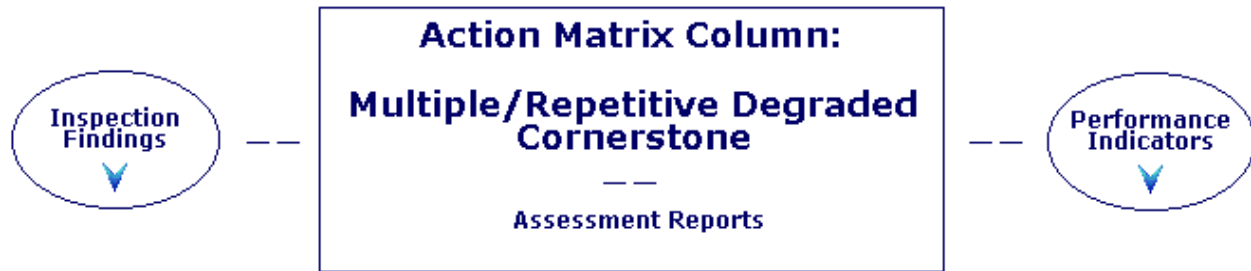 Action Matrix Column:
Inspection
Findings
Multiple/Repetitive Degraded
Cornerstone
Performance
Indicators
Assessment Reports